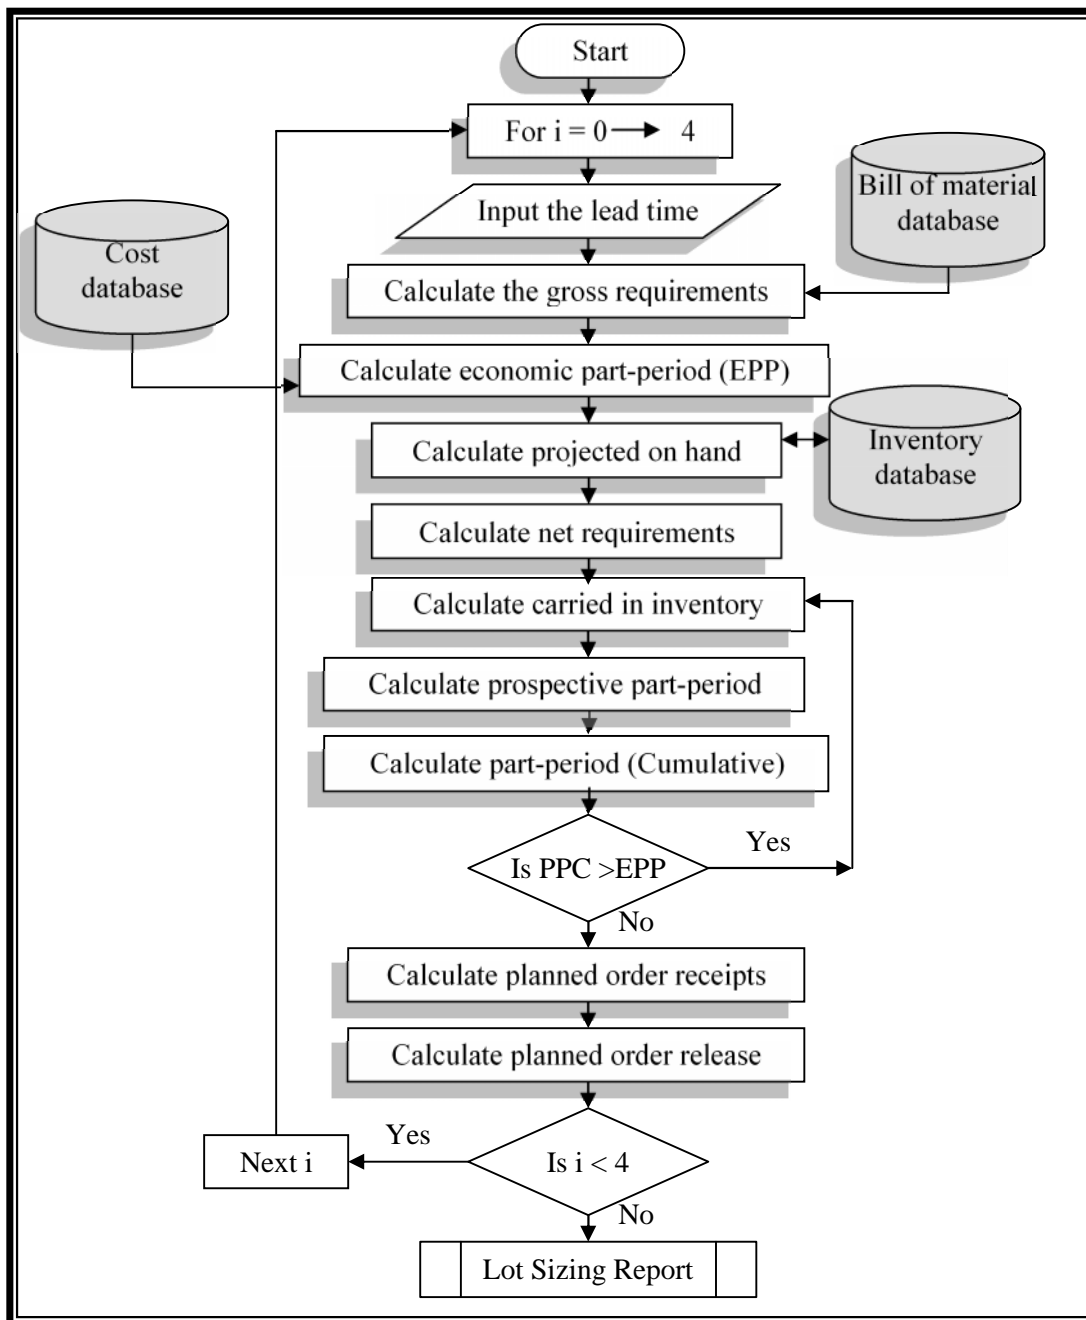 Start
For i = 0 → 4
Input the lead time
Bill of material
database
Cost
database
Calculate the gross requirements
Calculate economic part-period (EPP)
Calculate projected on hand
Inventory
database
Calculate net requirements
Calculate carried in inventory
Calculate prospective part-period
Calculate part-period (Cumulative)
Is PPC >EPP
Yes
No
Calculate planned order receipts
Calculate planned order release
Is i < 4
Yes
Next i
No
Lot Sizing Report